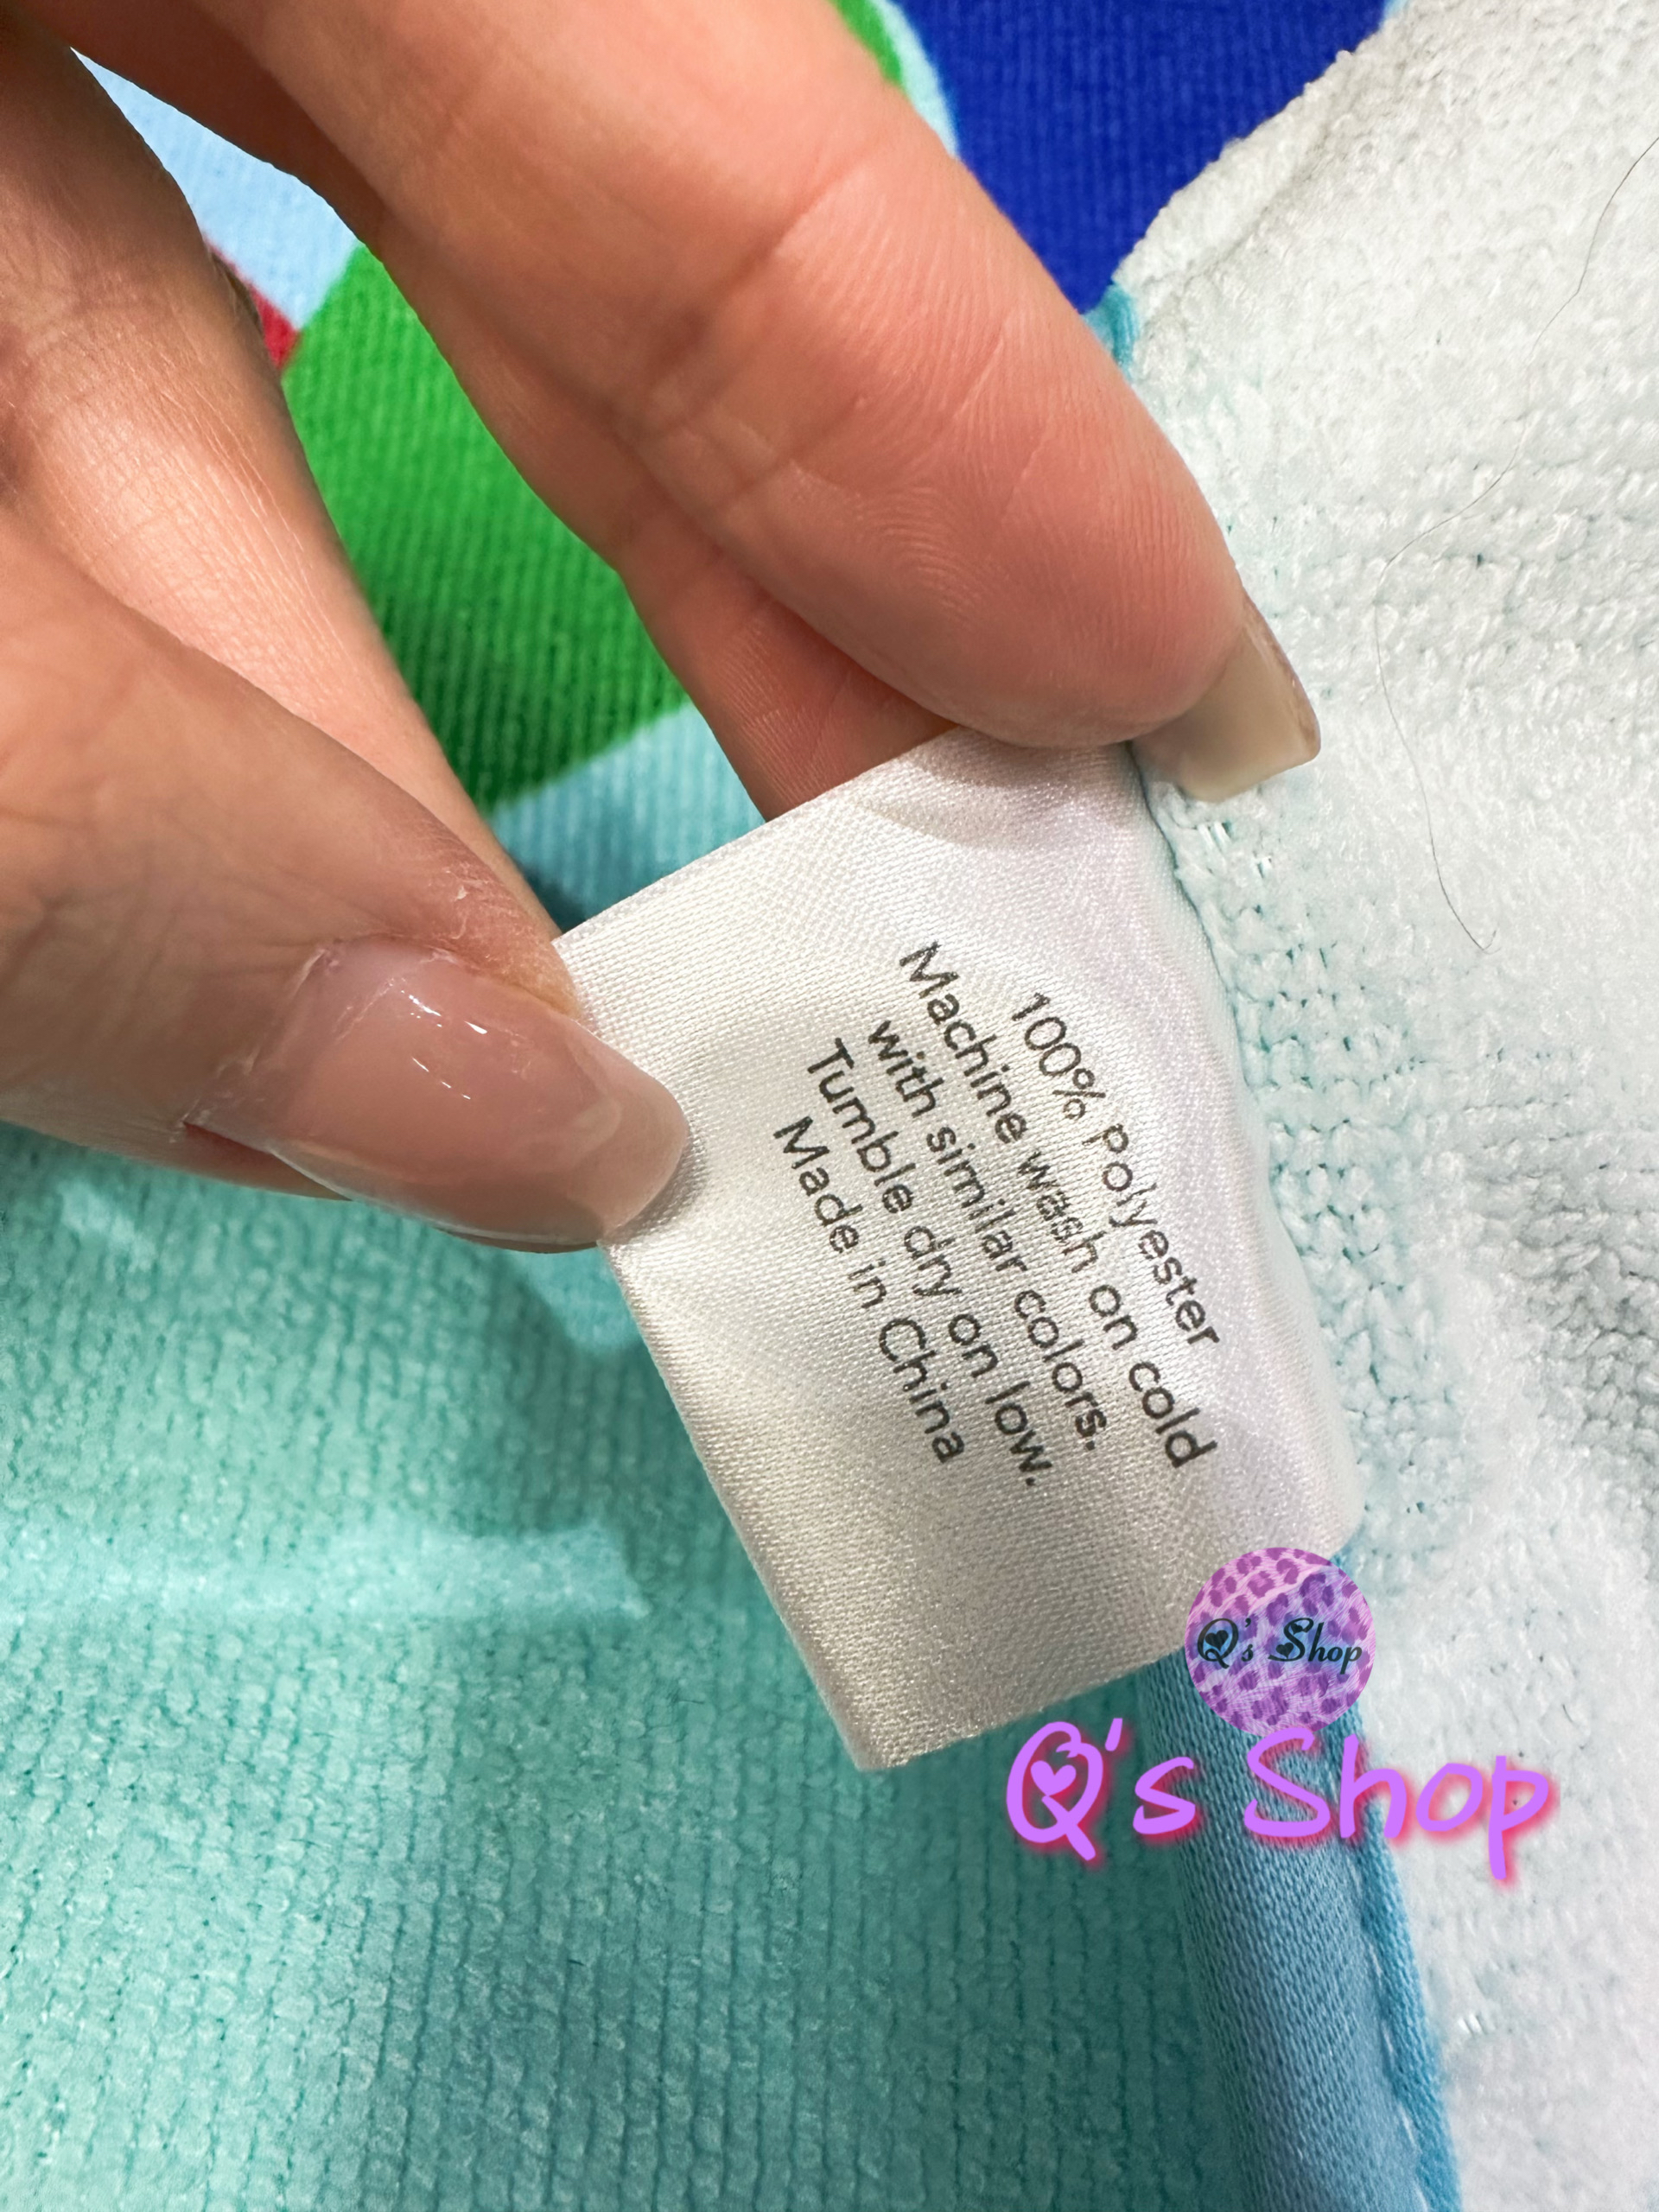 100% Polyester
Machine wash on cold
with similar colors.
Tumble dry on low.
Made in China
Q's Shop
Q's Shop